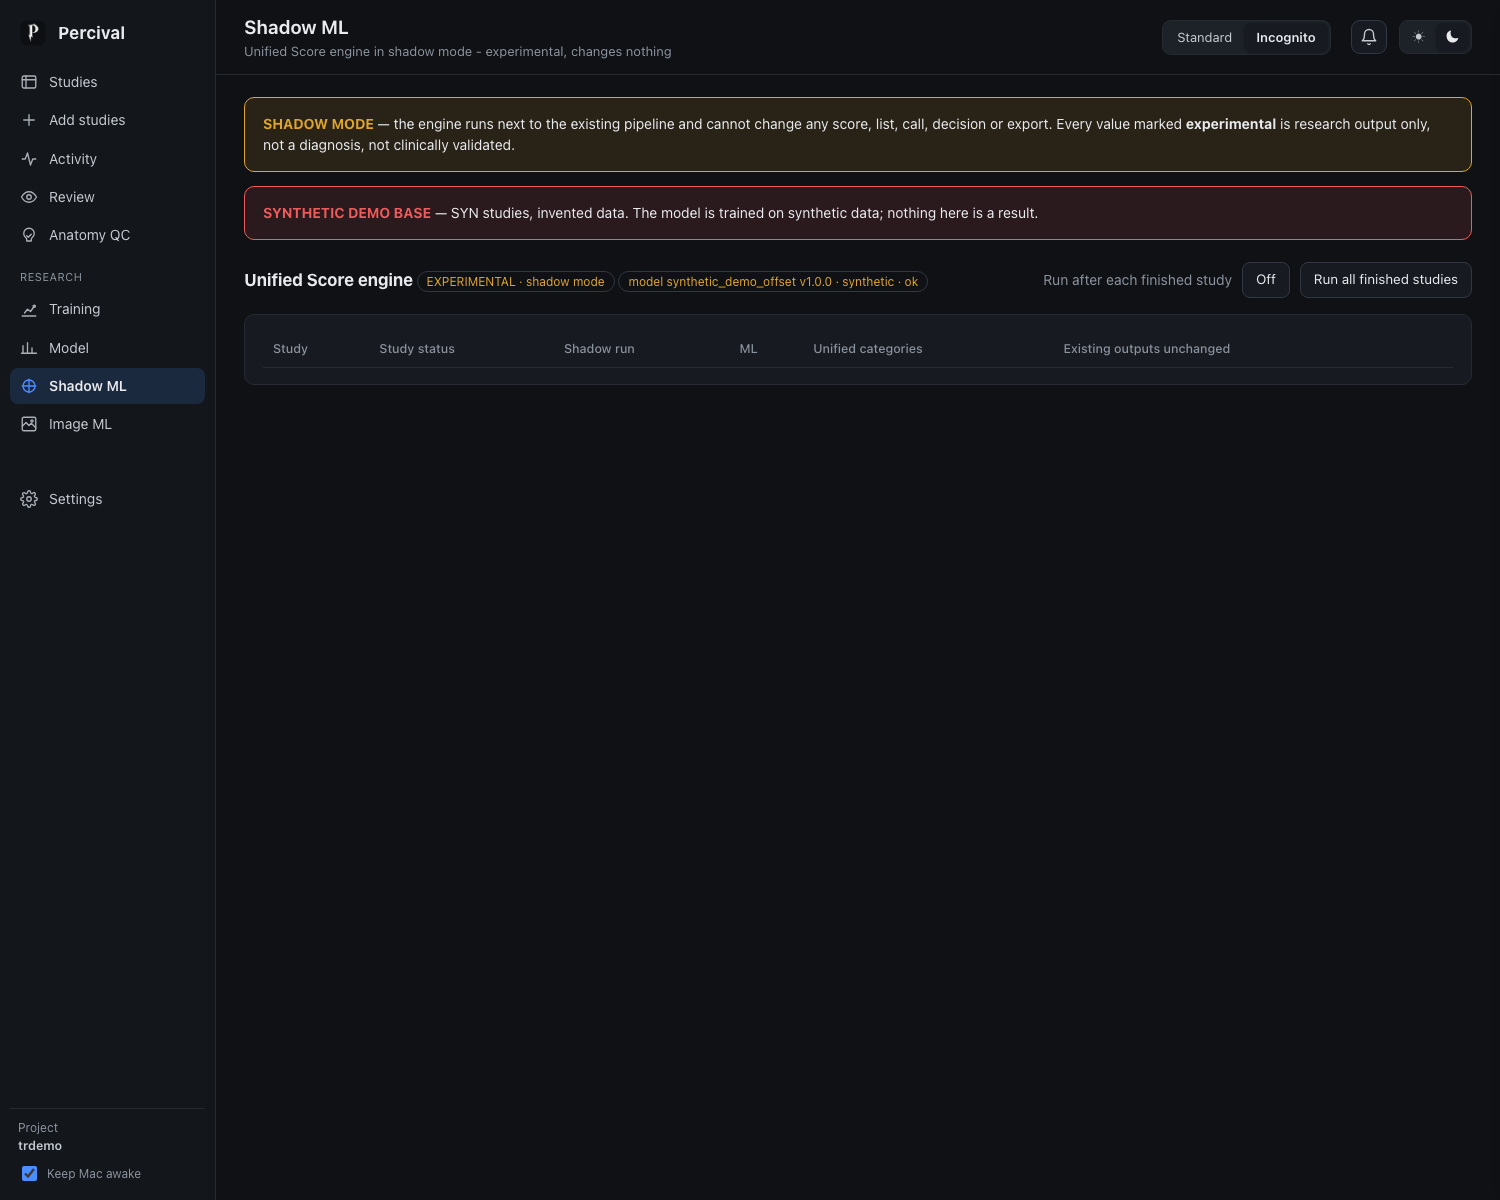 Percival
Studies
Add studies
Activity
Review
Anatomy QC
RESEARCH
Training
Model
Shadow ML
Image ML
Settings
Project
trdemo
Keep Mac awake
Shadow ML
Unified Score engine in shadow mode - experimental, changes nothing
Standard Incognito
SHADOW MODE — the engine runs next to the existing pipeline and cannot change any score, list, call, decision or export. Every value marked experimental is research output only,
not a diagnosis, not clinically validated.
SYNTHETIC DEMO BASE — SYN studies, invented data. The model is trained on synthetic data; nothing here is a result.
Unified Score engine EXPERIMENTAL · shadow mode model synthetic_demo_offset v1.0.0 · synthetic · ok Run after each finished study Off Run all finished studies
Study Study status Shadow run ML Unified categories Existing outputs unchanged